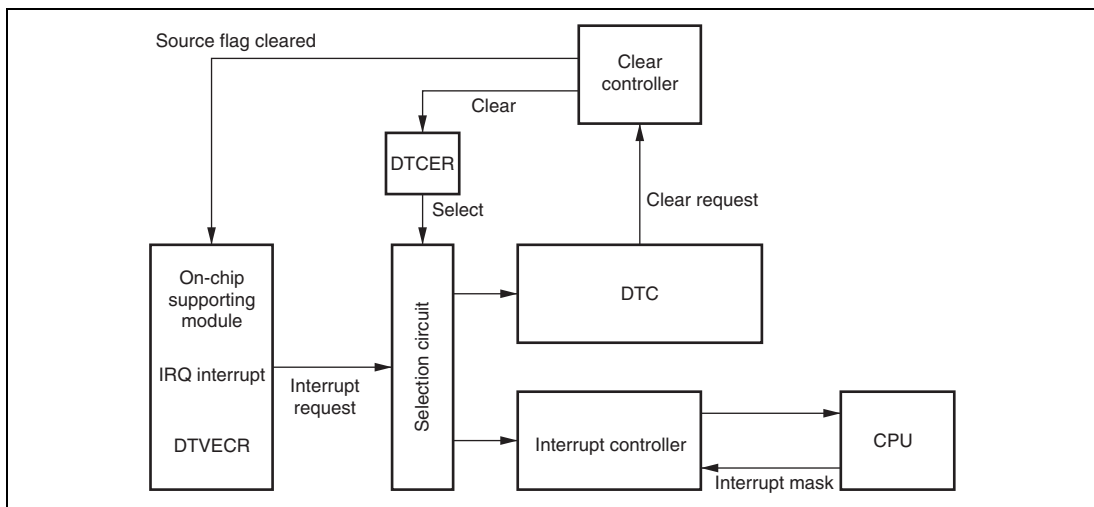 Source flag cleared
Clear
controller
Clear
DTCER
Select
Clear request
On-chip
supporting
module
IRQ interrupt
DTVECR
Interrupt
request
Selection circuit
DTC
Interrupt controller
CPU
Interrupt mask